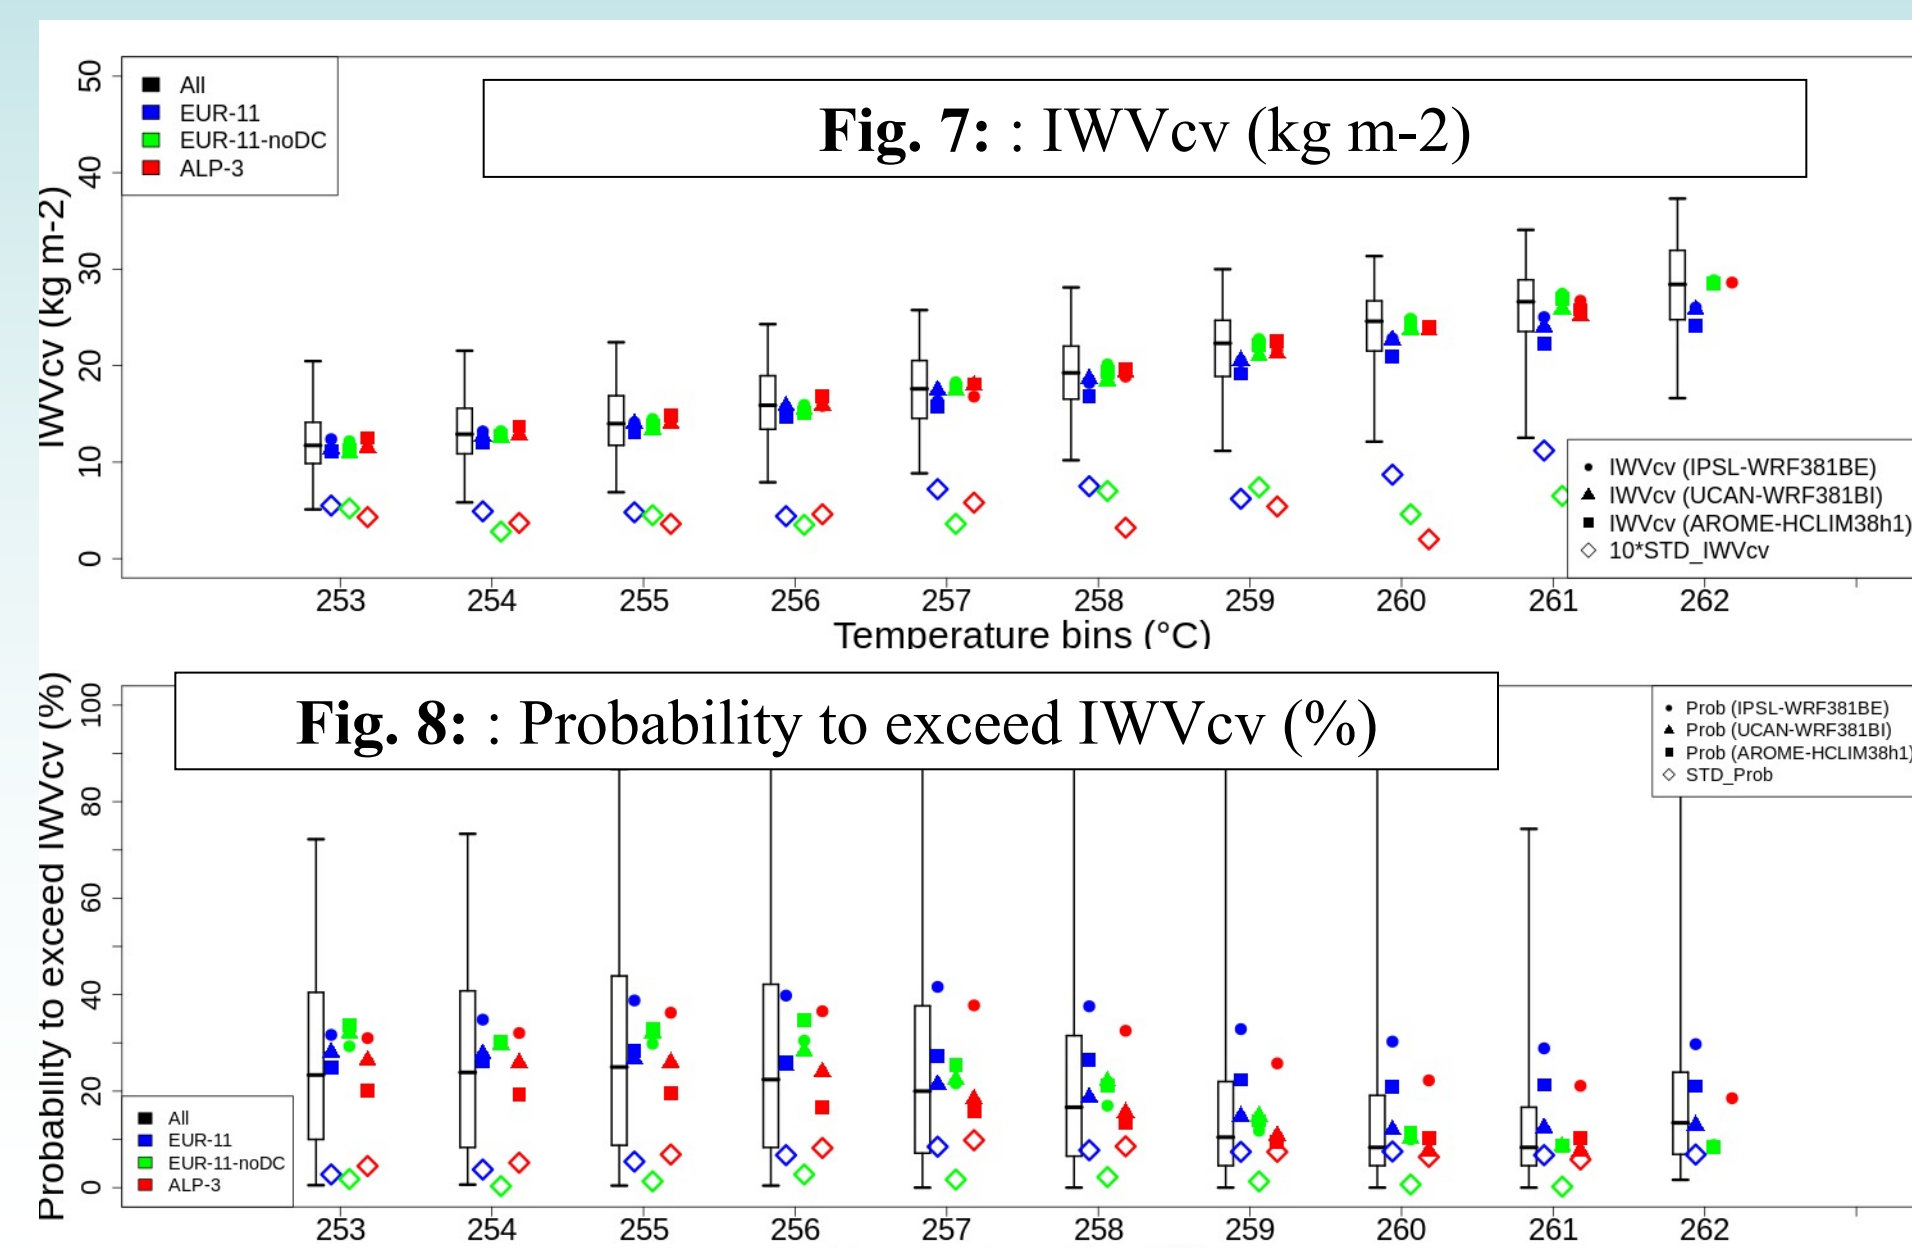 50
40
30
20
10
0
IWVcv (kg m-2)
All
EUR-11
EUR-11-noDC
ALP-3
Fig. 7: : IWVcv (kg m-2)
IWVcv (IPSL-WRF381BE)
IWVcv (UCAN-WRF381BI)
IWVcv (AROME-HCLIM38h1)
10*STD_IWVcv
253 254 255 256 257 258 259 260 261 262
Temperature bins (°C)
100
80
60
40
20
0
Probability to exceed IWVcv (%)
Fig. 8: : Probability to exceed IWVcv (%)
Prob (IPSL-WRF381BE)
Prob (UCAN-WRF381BI)
Prob (AROME-HCLIM38h1)
STD_Prob
All
EUR-11
EUR-11-noDC
ALP-3
253 254 255 256 257 258 259 260 261 262